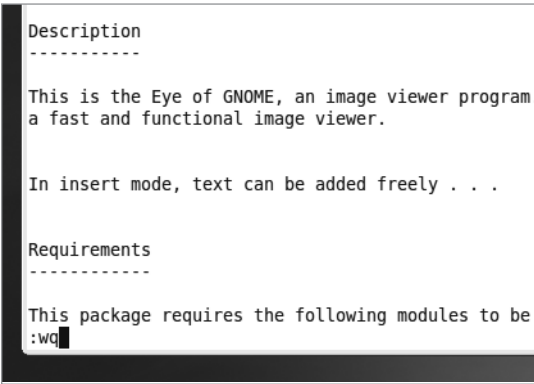 Description
-----------
This is the Eye of GNOME, an image viewer program
a fast and functional image viewer.
In insert mode, text can be added freely . . .
Requirements
------------
This package requires the following modules to be
:wq